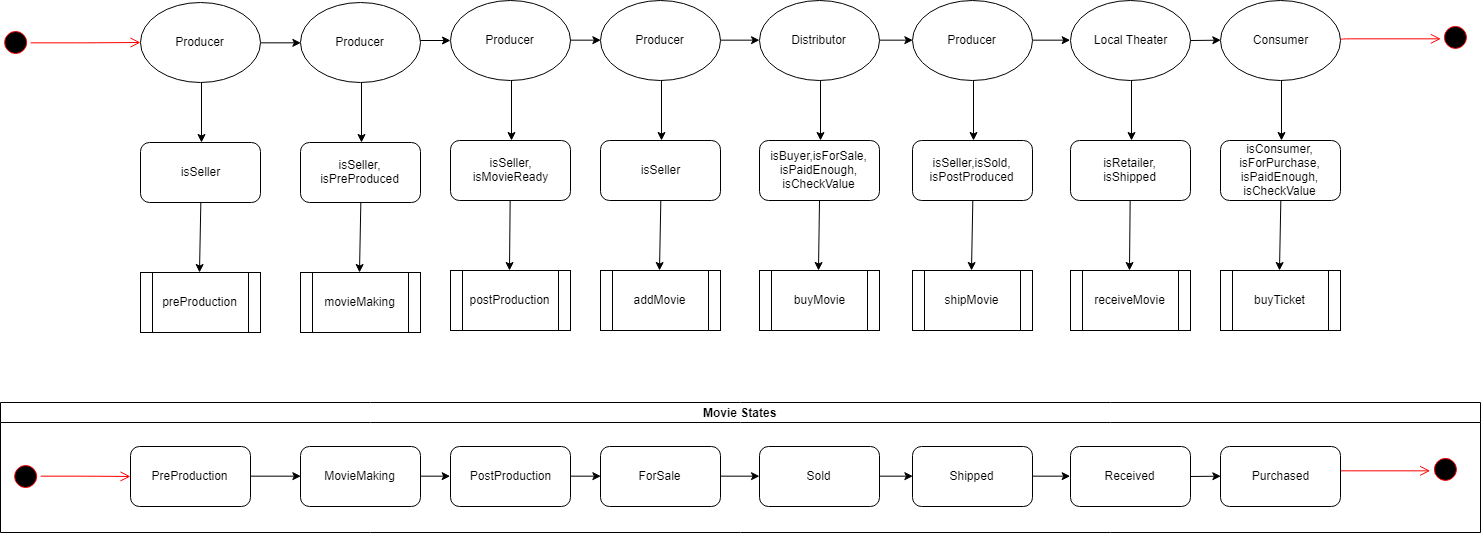 Producer
Producer
Producer
Producer
Distributor
Producer
Local Theater
Consumer
isSeller
isSeller,
isPreProduced
isSeller,
isMovieReady
isSeller
isBuyer,isForSale,
isPaidEnough,
isCheckValue
isSeller,isSold,
isPostProduced
isRetailer,
isShipped
isConsumer,
isForPurchase,
isPaidEnough,
isCheckValue
preProduction
movieMaking
postProduction
addMovie
buyMovie
shipMovie
receiveMovie
buyTicket
Movie States
PreProduction
MovieMaking
PostProduction
ForSale
Sold
Shipped
Received
Purchased